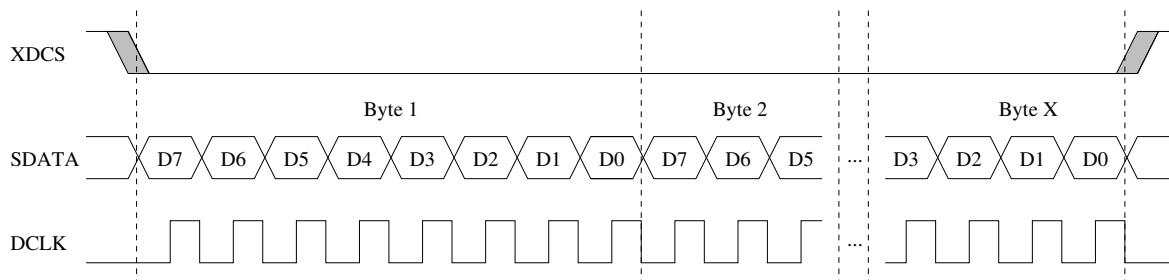 XDCS
Byte 1 Byte 2 Byte X
SDATA D7 D6 D5 D4 D3 D2 D1 D0 D7 D6 D5 ... D3 D2 D1 D0
DCLK ...